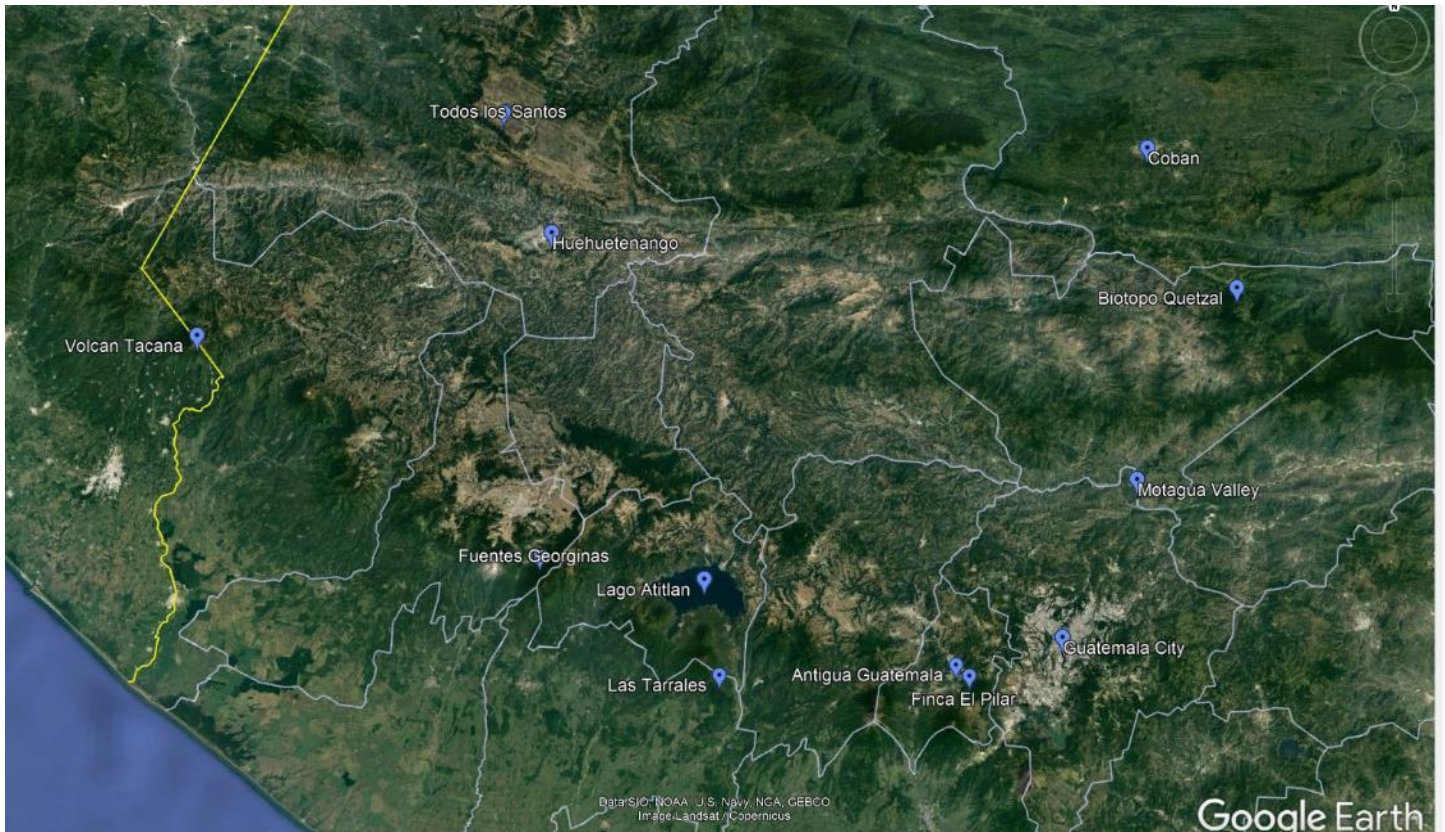 N
Todos los Santos
Coban
Huehuetenango
Biotopo Quetzal
Volcan Tacana
Motagua Valley
Fuentes Georginas
Lago Atitlan
Guatemala City
Antigua Guatemala
Las Tarrales
Finca El Pilar
Data SIO, NOAA, U.S. Navy, NGA, GEBCO
Image Landsat / Copernicus
Google Earth